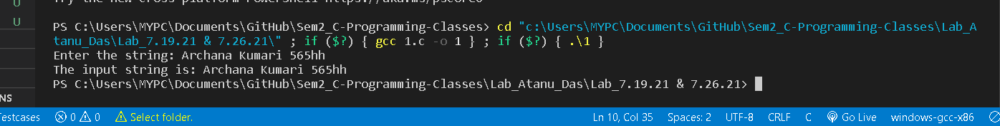 Try the new cross-platform PowerShell https://aka.ms/pscore6
U
U
PS C:\Users\MYPC\Documents\GitHub\Sem2_C-Programming-Classes> cd "c:\Users\MYPC\Documents\GitHub\Sem2_C-Programming-Classes\Lab_A
tanu_Das\Lab_7.19.21 & 7.26.21\" ; if ($?) { gcc 1.c -o 1 } ; if ($?) { .\1 }
Enter the string: Archana Kumari 565hh
The input string is: Archana Kumari 565hh
PS C:\Users\MYPC\Documents\GitHub\Sem2_C-Programming-Classes\Lab_Atanu_Das\Lab_7.19.21 & 7.26.21>
NS
Testcases 0 0 Select folder. Ln 10, Col 35 Spaces: 2 UTF-8 CRLF C Go Live windows-gcc-x86